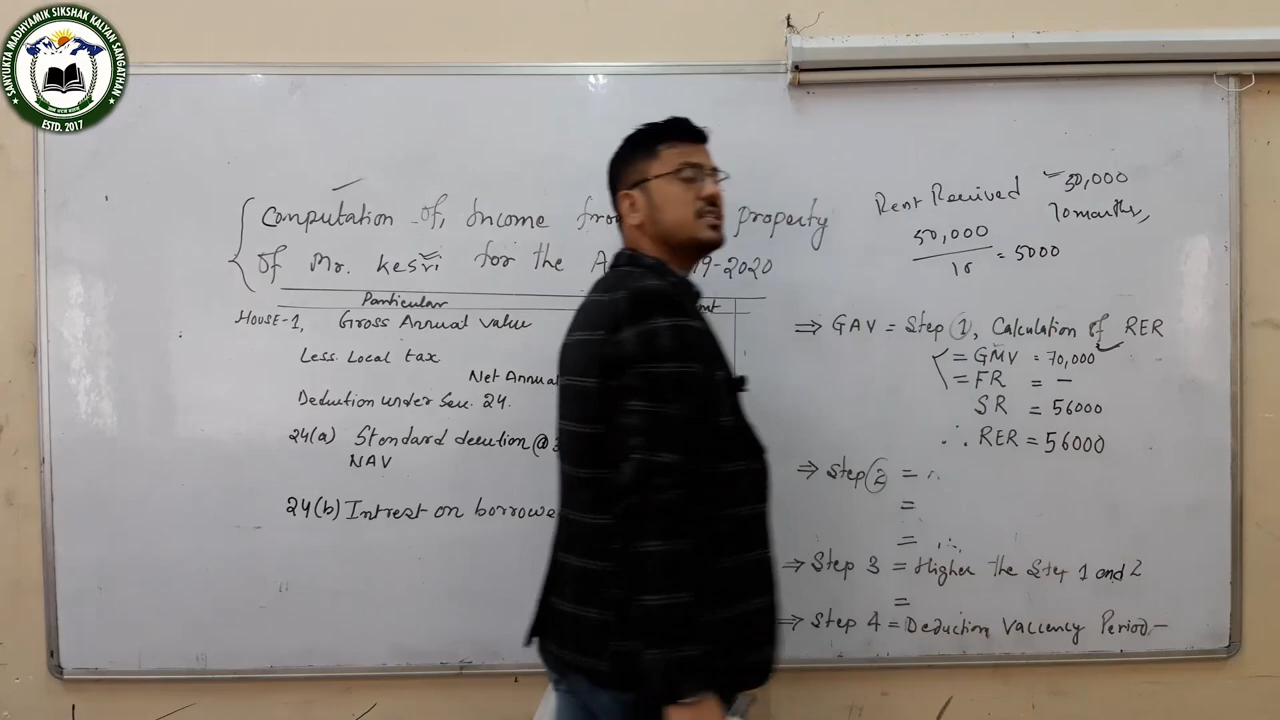 SANYUKTA MADHYAMIK SIKSHAK KALYAN SANGATHAN
ESTD. 2017
Computation of, Income property
of Mr. kesri for the 19-2020
Particular
House-1, Gross Annual value
Less. Local tax
Net Annual
Deduction under Seu. 24.
24(a) Standard decution @
NAV
24(b) Intrest on borrowe
Rent Received 50,000
10 months,
50,000
10
= 5000
⇒ GAV = Step 1, Calculation of RER
= GMV = 70,000
= FR = -
SR = 56000
∴ RER = 56000
⇒ Step 2 = ∴
=
= ∴
⇒ Step 3 = Higher the Step 1 and 2
=
⇒ Step 4 = Deduction Vaccency Period -